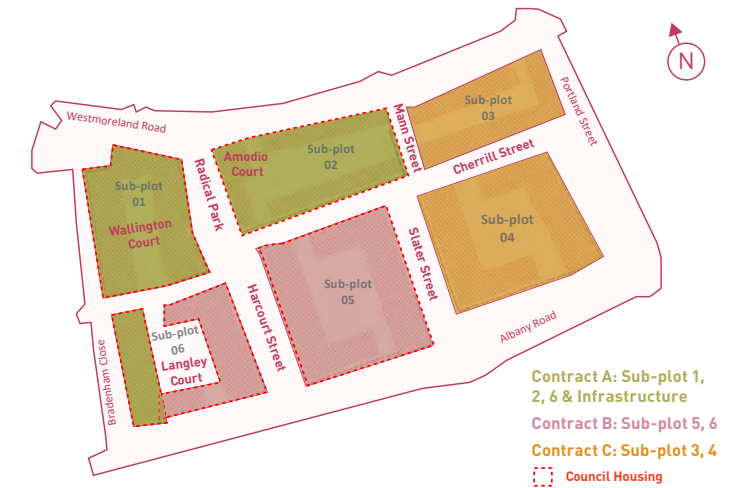 N
Westmoreland Road
Portland Street
Mann Street
Sub-plot
03
Cherrill Street
Amodio
Court
Sub-plot
02
Radical Park
Sub-plot
01
Wallington
Court
Sub-plot
04
Slater Street
Sub-plot
05
Harcourt Street
Sub-plot
06
Langley
Court
Bradenham Close
Albany Road
Contract A: Sub-plot 1,
2, 6 & Infrastructure
Contract B: Sub-plot 5, 6
Contract C: Sub-plot 3, 4
Council Housing